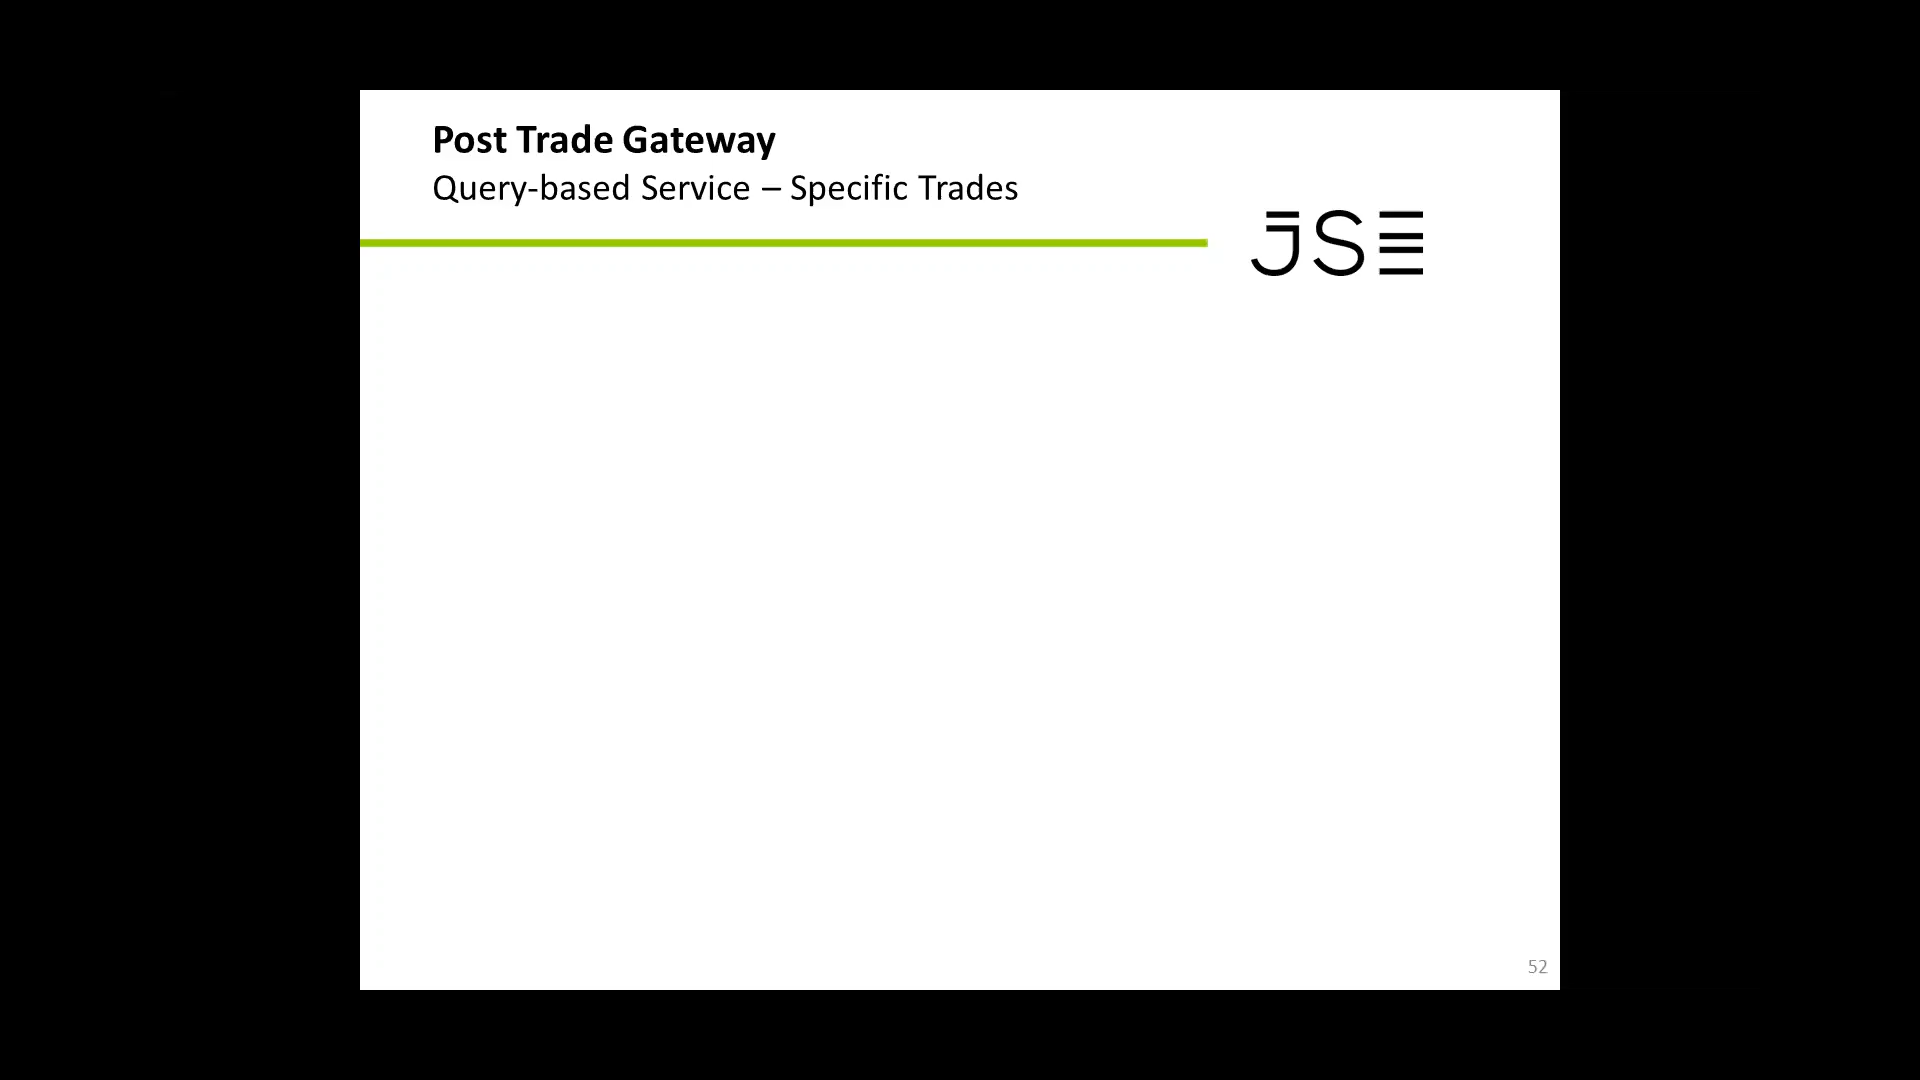 Post Trade Gateway
Query-based Service – Specific Trades
JSE
52